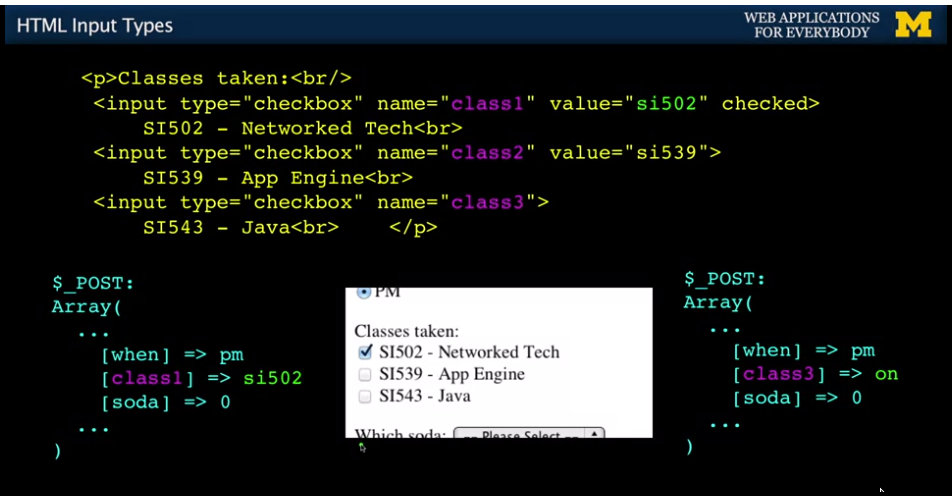 HTML Input Types
WEB APPLICATIONS
FOR EVERYBODY
M
<p>Classes taken:<br/>
<input type="checkbox" name="class1" value="si502" checked>
SI502 - Networked Tech<br>
<input type="checkbox" name="class2" value="si539">
SI539 - App Engine<br>
<input type="checkbox" name="class3">
SI543 - Java<br> </p>
$_POST:
Array(
...
[when] => pm
[class1] => si502
[soda] => 0
...
)
PM
Classes taken:
SI502 - Networked Tech
SI539 - App Engine
SI543 - Java
Which soda: -- Please Select --
$_POST:
Array(
...
[when] => pm
[class3] => on
[soda] => 0
...
)